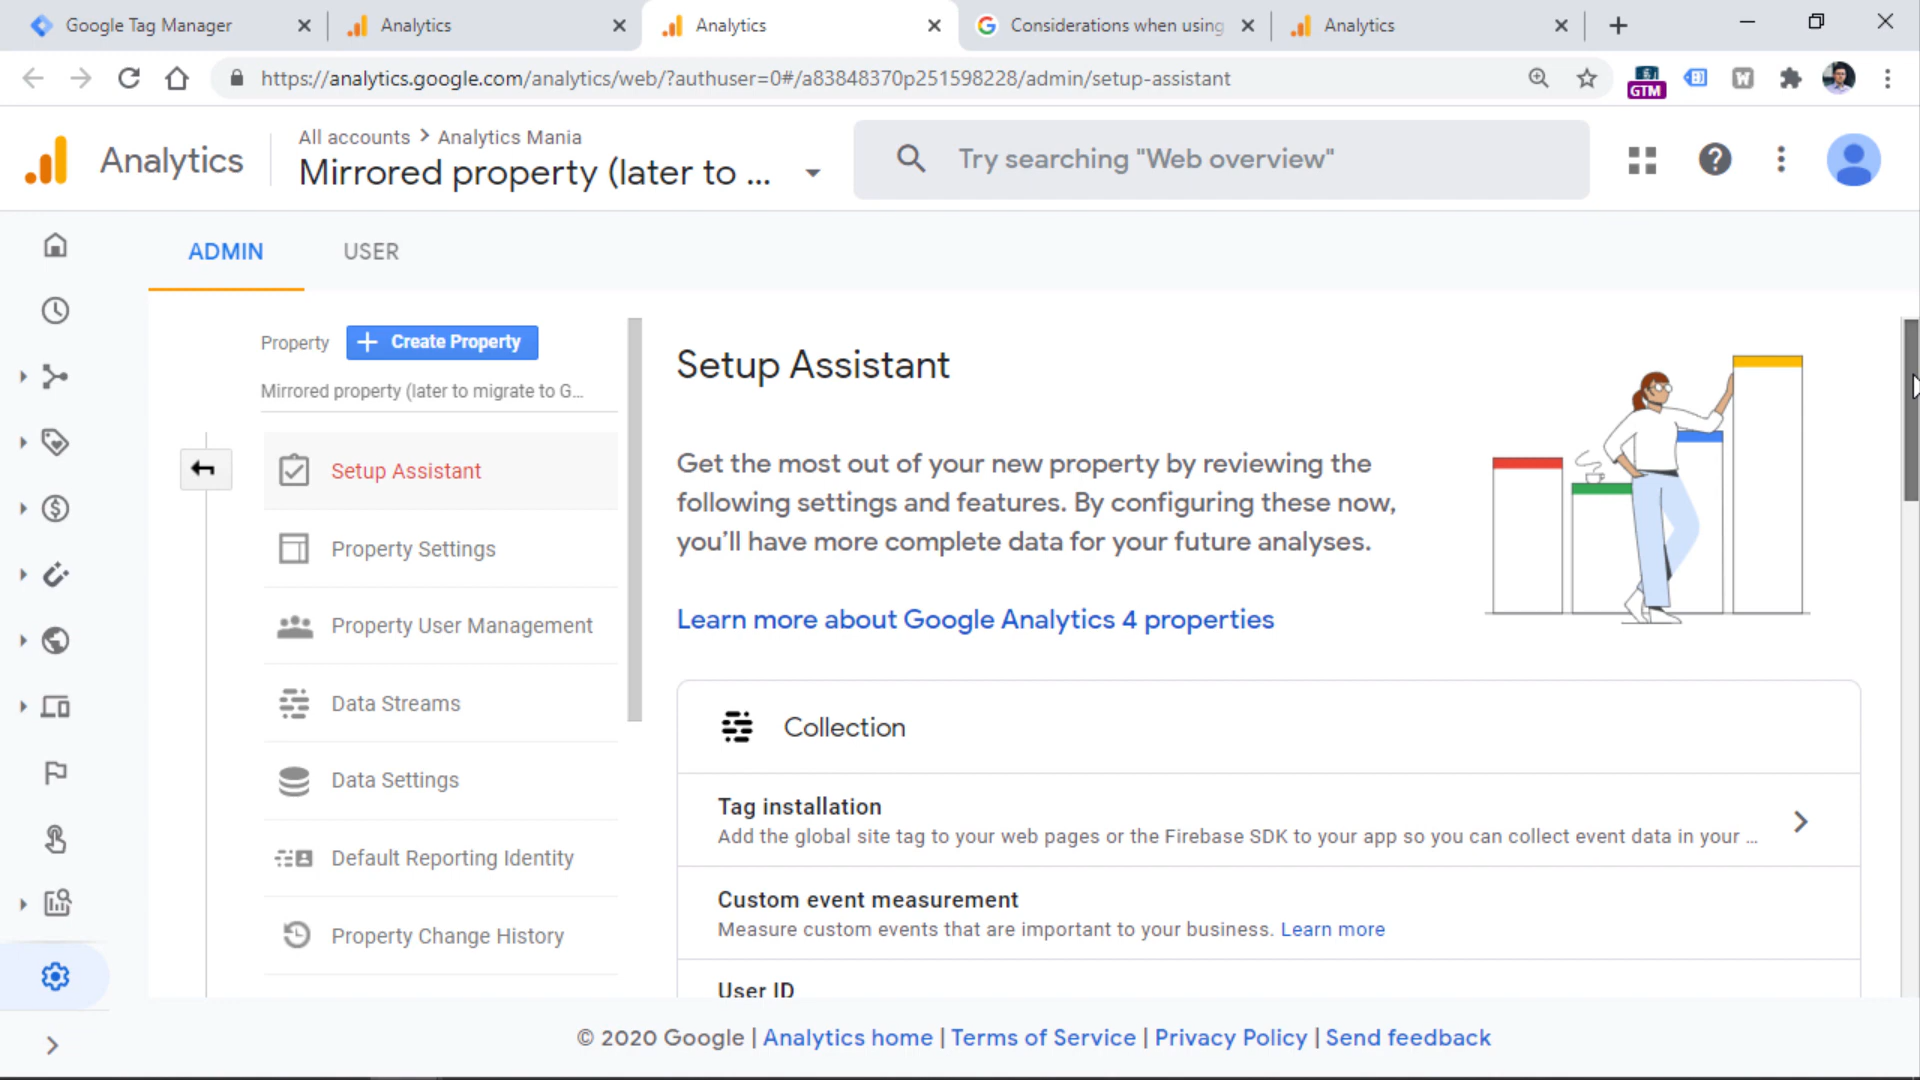 Google Tag Manager
Analytics
Analytics
Considerations when using
Analytics
https://analytics.google.com/analytics/web/?authuser=0#/a83848370p251598228/admin/setup-assistant
GTM
W
Analytics
All accounts > Analytics Mania
Mirrored property (later to ...
Try searching "Web overview"
ADMIN
USER
Property
+ Create Property
Mirrored property (later to migrate to G...
Setup Assistant
Property Settings
Property User Management
Data Streams
Data Settings
Default Reporting Identity
Property Change History
Setup Assistant
Get the most out of your new property by reviewing the
following settings and features. By configuring these now,
you'll have more complete data for your future analyses.
Learn more about Google Analytics 4 properties
Collection
Tag installation
Add the global site tag to your web pages or the Firebase SDK to your app so you can collect event data in your ...
Custom event measurement
Measure custom events that are important to your business. Learn more
User ID
© 2020 Google | Analytics home | Terms of Service | Privacy Policy | Send feedback